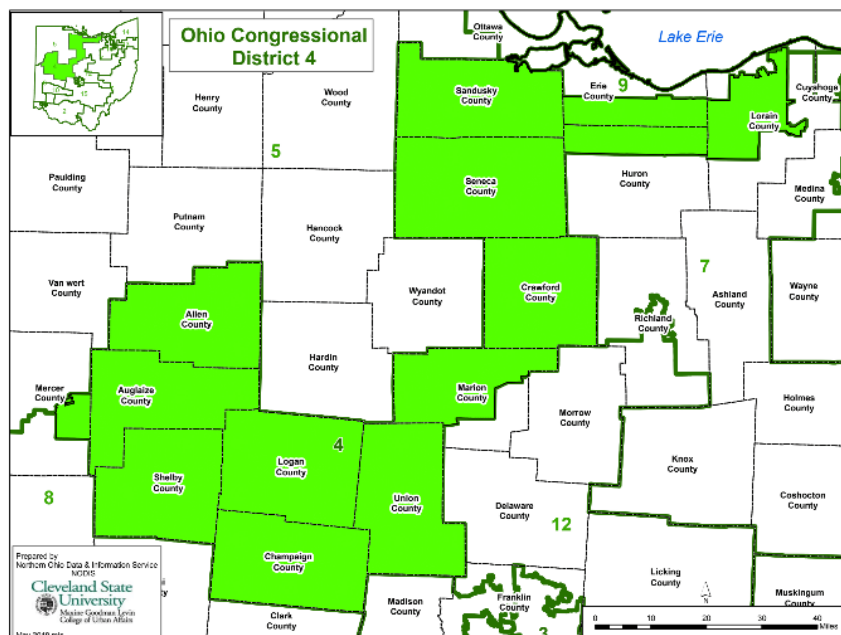 Ohio Congressional
District 4
Lake Erie
Ottawa
County
Wood
County
Henry
County
Sandusky
County
Erie
County
9
Cuyahoga
County
Lorain
County
5
Paulding
County
Seneca
County
Huron
County
Medina
County
Putnam
County
Hancock
County
Van wert
County
Wyandot
County
Crawford
County
7
Ashland
County
Wayne
County
Allen
County
Richland
County
Hardin
County
Mercer
County
Auglaize
County
Marion
County
Morrow
County
Holmes
County
4
Logan
County
Knox
County
Shelby
County
Union
County
Delaware
County
12
Coshocton
County
8
Champaign
County
Licking
County
Muskingum
County
Madison
County
Franklin
County
3
Clark
County
N
0 5 10 20 30 40
Miles
Prepared by
Northern Ohio Data & Information Service
NODIS
Cleveland State
University
Maxine Goodman Levin
College of Urban Affairs